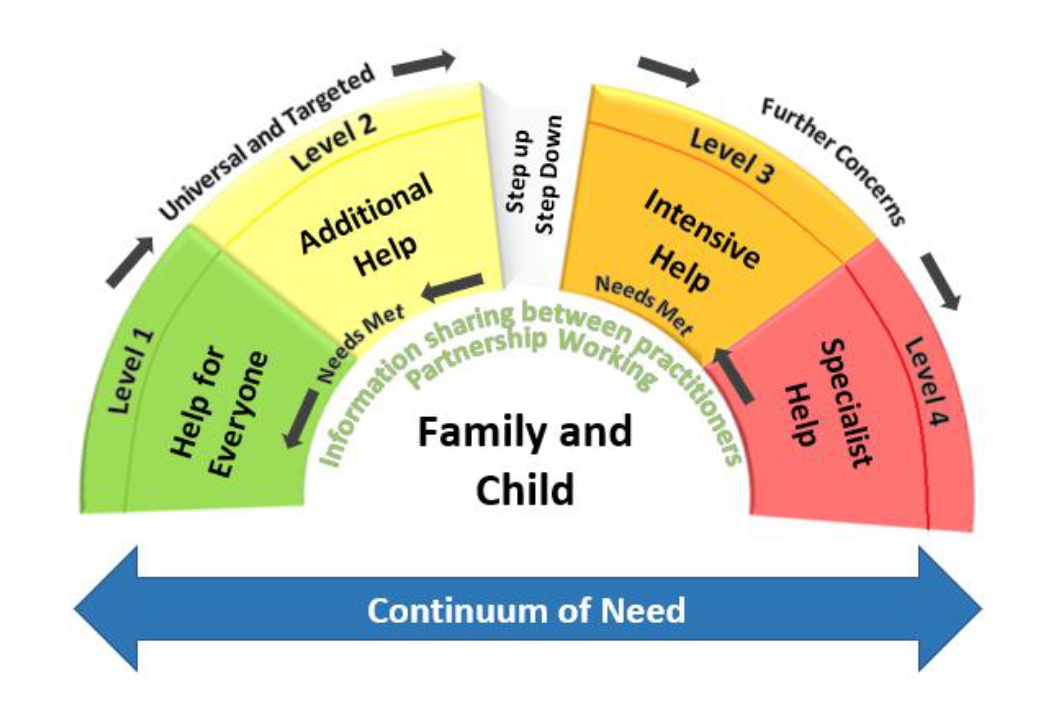 Universal and Targeted
Further Concerns
Level 1
Help for
Everyone
Level 2
Additional
Help
Needs Met
Step up
Step Down
Level 3
Intensive
Help
Needs Met
Level 4
Specialist
Help
Information sharing between practitioners
Partnership Working
Family and
Child
Continuum of Need